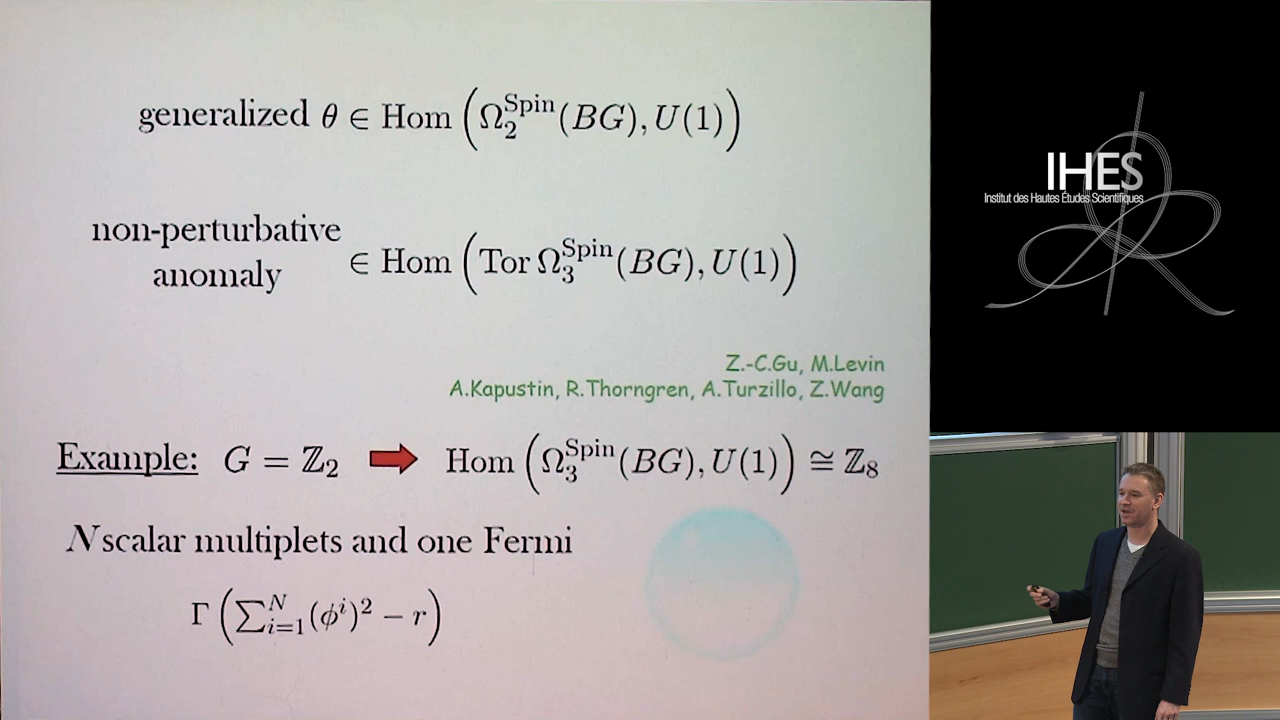 generalized θ ∈ Hom (Ω₂^Spin(BG), U(1))
non-perturbative
anomaly ∈ Hom (Tor Ω₃^Spin(BG), U(1))
Z.-C.Gu, M.Levin
A.Kapustin, R.Thorngren, A.Turzillo, Z.Wang
Example: G = ℤ₂ ➡ Hom (Ω₃^Spin(BG), U(1)) ≅ ℤ₈
N scalar multiplets and one Fermi
Γ (∑_{i=1}^N (ϕ^i)² − r)
IHES
Institut des Hautes Études Scientifiques